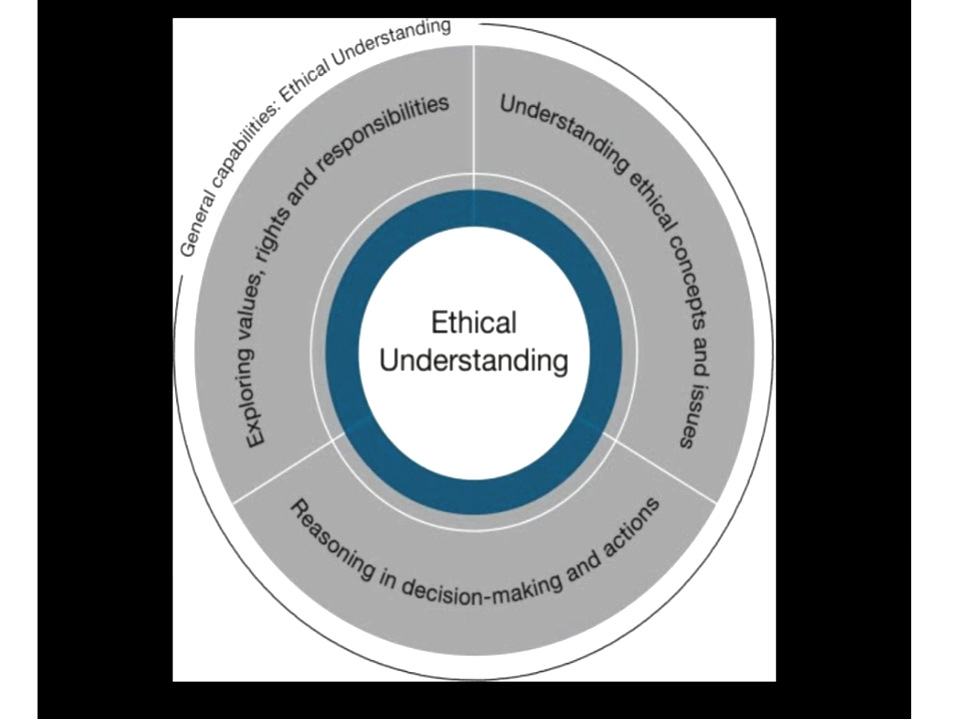 General capabilities: Ethical Understanding
Exploring values, rights and responsibilities
Understanding ethical concepts and issues
Ethical
Understanding
Reasoning in decision-making and actions